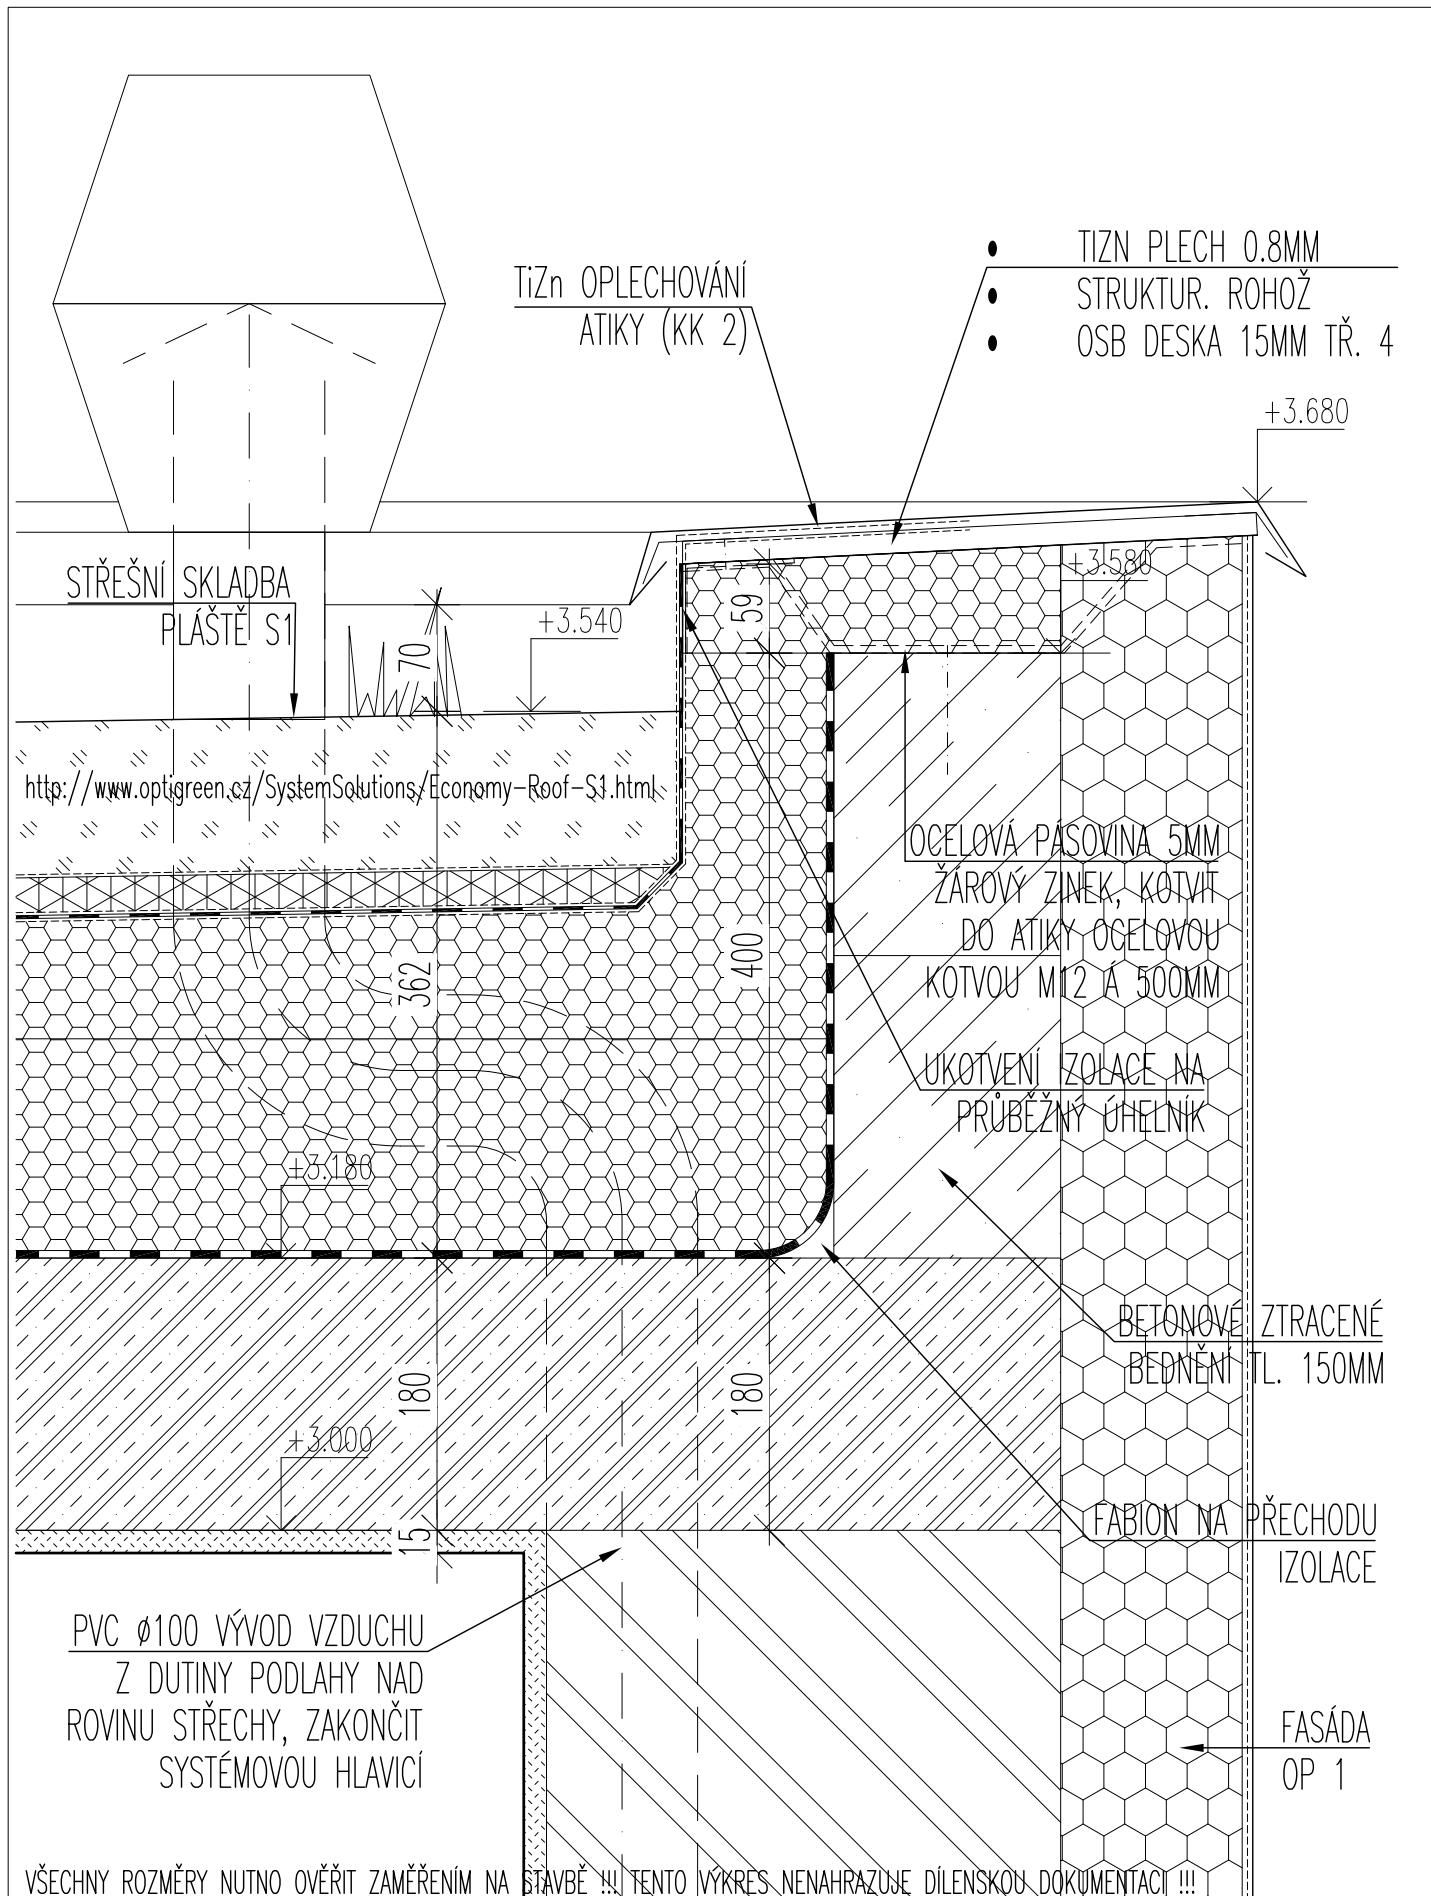 TIZN PLECH 0.8MM
STRUKTUR. ROHOŽ
OSB DESKA 15MM TŘ. 4
TiZn OPLECHOVÁNÍ
ATIKY (KK 2)
+3.680
STŘEŠNÍ SKLADBA
PLÁŠTĚ S1
+3.580
59
70
+3.540
http://www.optigreen.cz/SystemSolutions/Economy-Roof-S1.html
OCELOVÁ PÁSOVINA 5MM
ŽÁROVÝ ZINEK, KOTVIT
DO ATIKY OCELOVOU
KOTVOU M12 Á 500MM
400
362
UKOTVENÍ IZOLACE NA
PRŮBĚŽNÝ ÚHELNÍK
+3.180
BETONOVÉ ZTRACENÉ
BEDNĚNÍ TL. 150MM
180
180
+3.000
FABION NA PŘECHODU
IZOLACE
15
PVC ø100 VÝVOD VZDUCHU
Z DUTINY PODLAHY NAD
ROVINU STŘECHY, ZAKONČIT
SYSTÉMOVOU HLAVICÍ
FASÁDA
OP 1
VŠECHNY ROZMĚRY NUTNO OVĚŘIT ZAMĚŘENÍM NA STAVBĚ !!! TENTO VÝKRES NENAHRAZUJE DÍLENSKOU DOKUMENTACI !!!